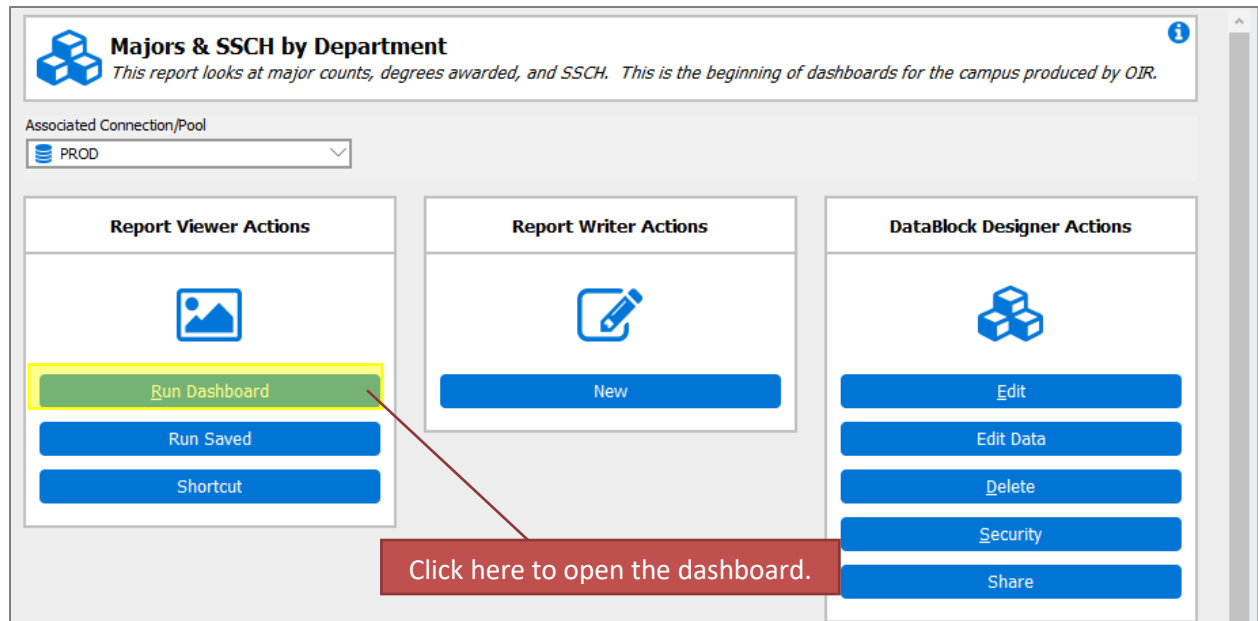 Majors & SSCH by Department
This report looks at major counts, degrees awarded, and SSCH. This is the beginning of dashboards for the campus produced by OIR.
Associated Connection/Pool
PROD
Report Viewer Actions
Run Dashboard
Run Saved
Shortcut
Report Writer Actions
New
DataBlock Designer Actions
Edit
Edit Data
Delete
Security
Share
Click here to open the dashboard.